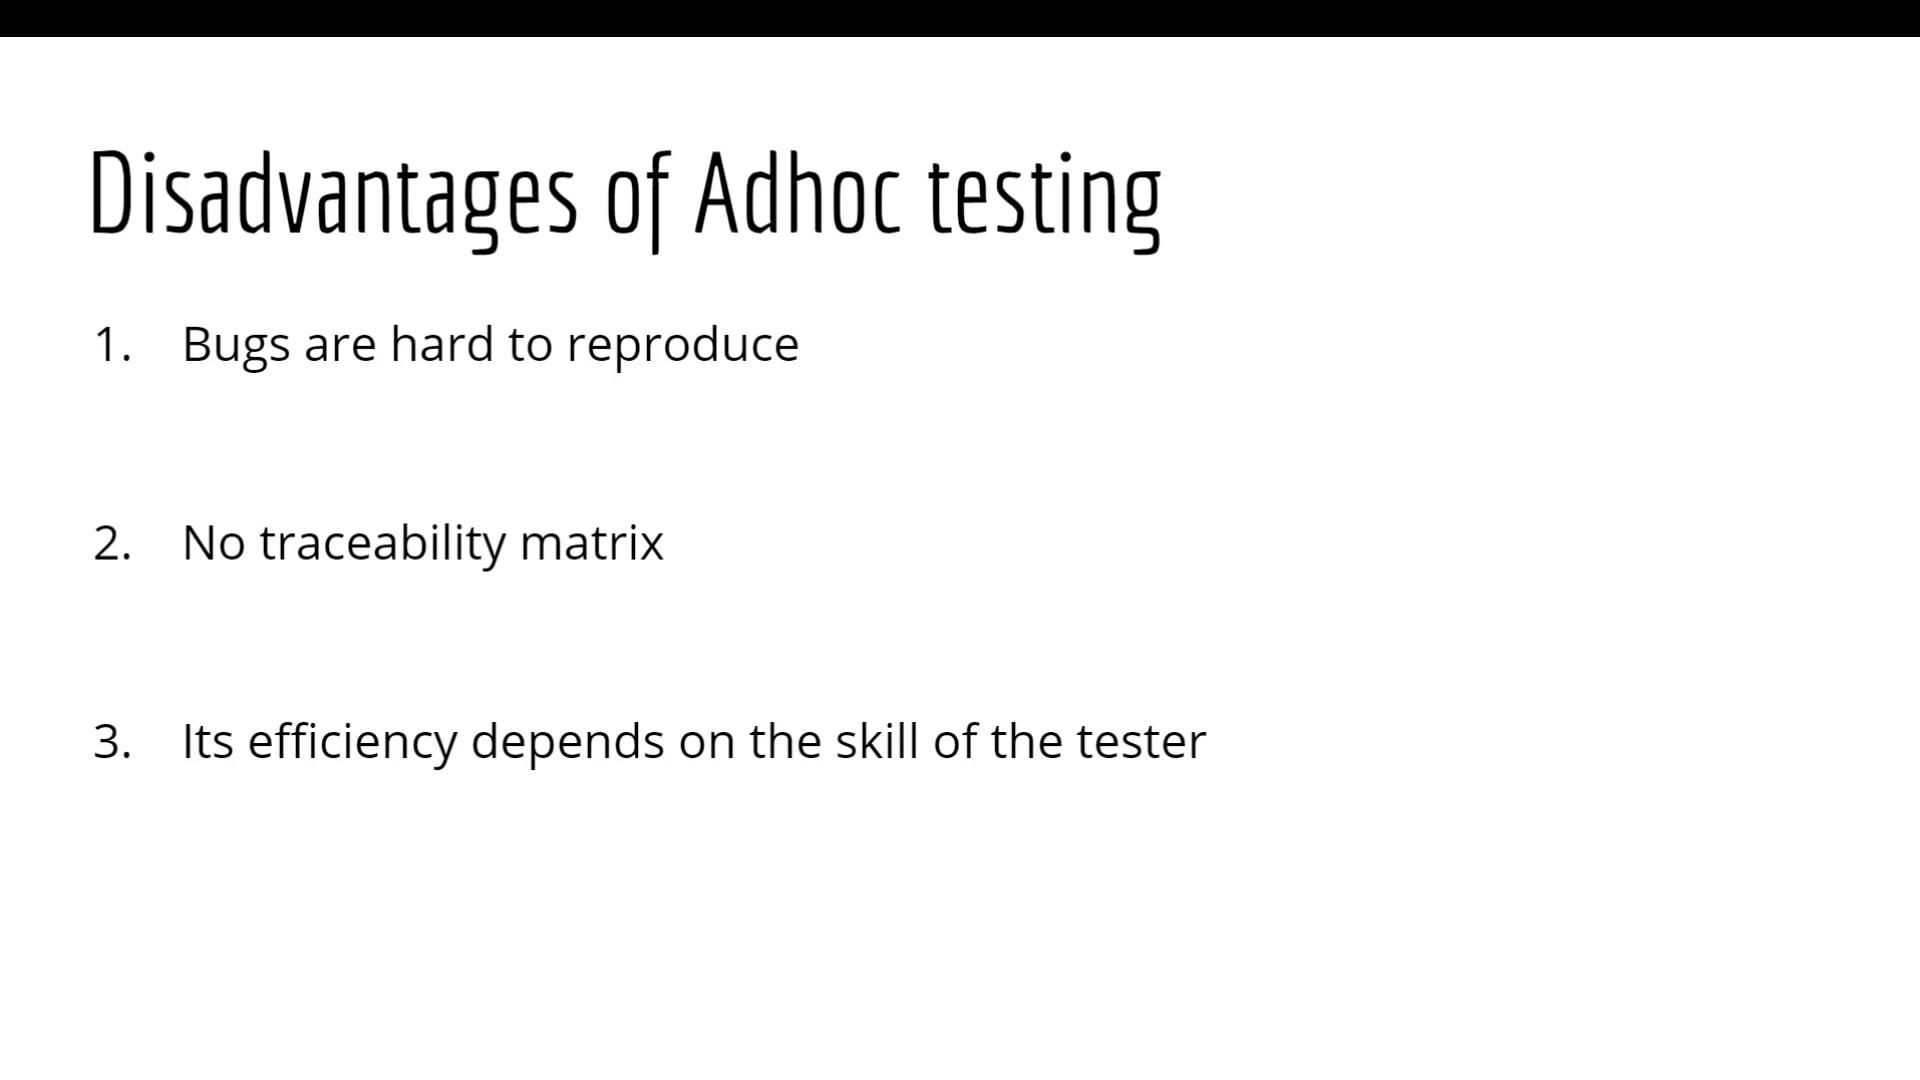 Disadvantages of Adhoc testing
1. Bugs are hard to reproduce
2. No traceability matrix
3. Its efficiency depends on the skill of the tester